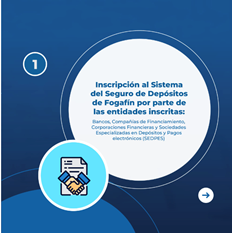 1
Inscripción al Sistema
del Seguro de Depósitos
de Fogafín por parte de
las entidades inscritas:
Bancos, Compañías de Financiamiento,
Corporaciones Financieras y Sociedades
Especializadas en Depósitos y Pagos
electrónicos (SEDPES)